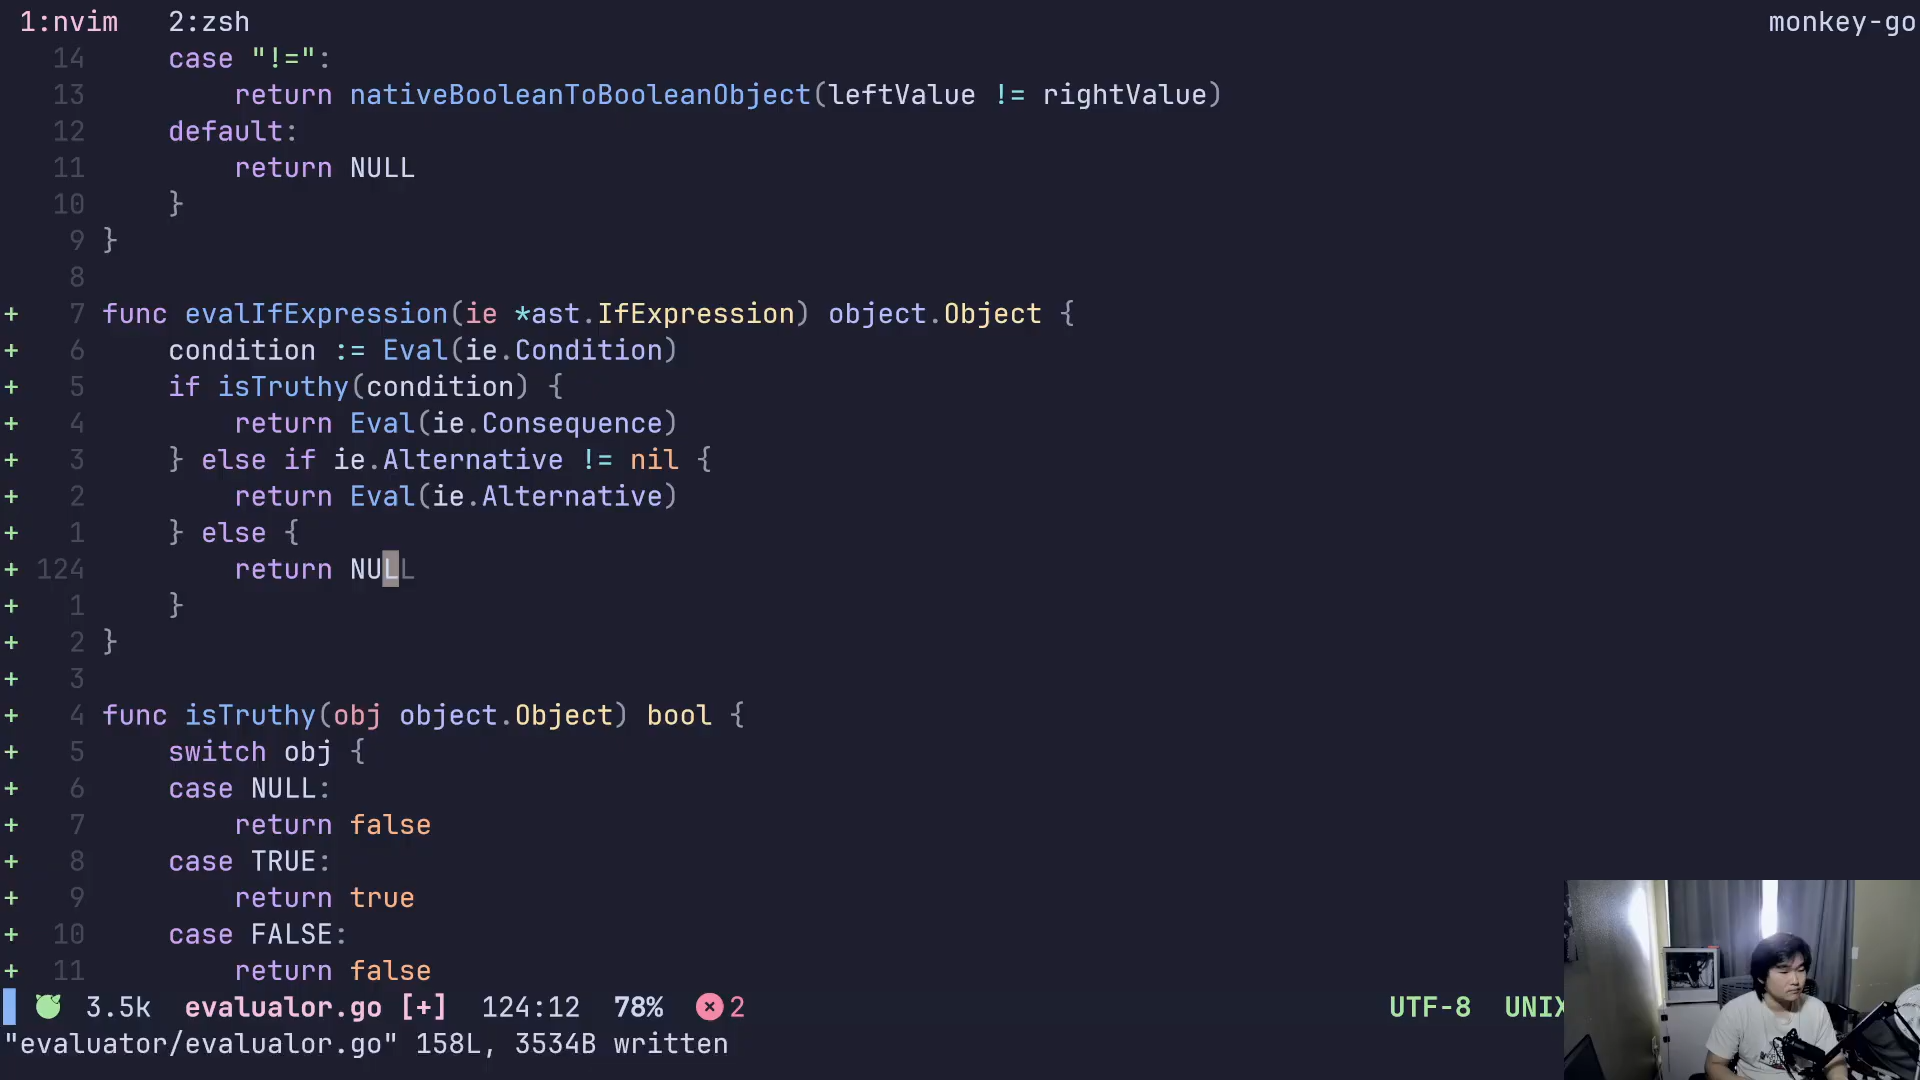 1:nvim 2:zsh monkey-go
14 case "!=":
13 return nativeBooleanToBooleanObject(leftValue != rightValue)
12 default:
11 return NULL
10 }
9 }
8
+ 7 func evalIfExpression(ie *ast.IfExpression) object.Object {
+ 6 condition := Eval(ie.Condition)
+ 5 if isTruthy(condition) {
+ 4 return Eval(ie.Consequence)
+ 3 } else if ie.Alternative != nil {
+ 2 return Eval(ie.Alternative)
+ 1 } else {
+ 124 return NULL
+ 1 }
+ 2 }
+ 3
+ 4 func isTruthy(obj object.Object) bool {
+ 5 switch obj {
+ 6 case NULL:
+ 7 return false
+ 8 case TRUE:
+ 9 return true
+ 10 case FALSE:
+ 11 return false
3.5k evalualor.go [+] 124:12 78% 2 UTF-8 UNIX
"evaluator/evalualor.go" 158L, 3534B written